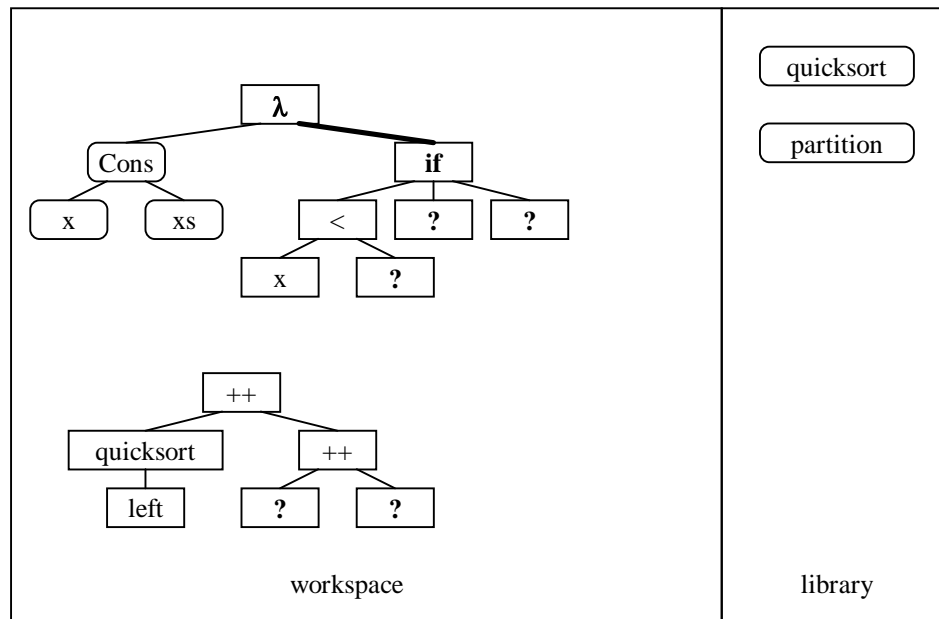 quicksort
λ
partition
Cons
if
x
xs
<
?
?
x
?
++
quicksort
++
left
?
?
workspace
library